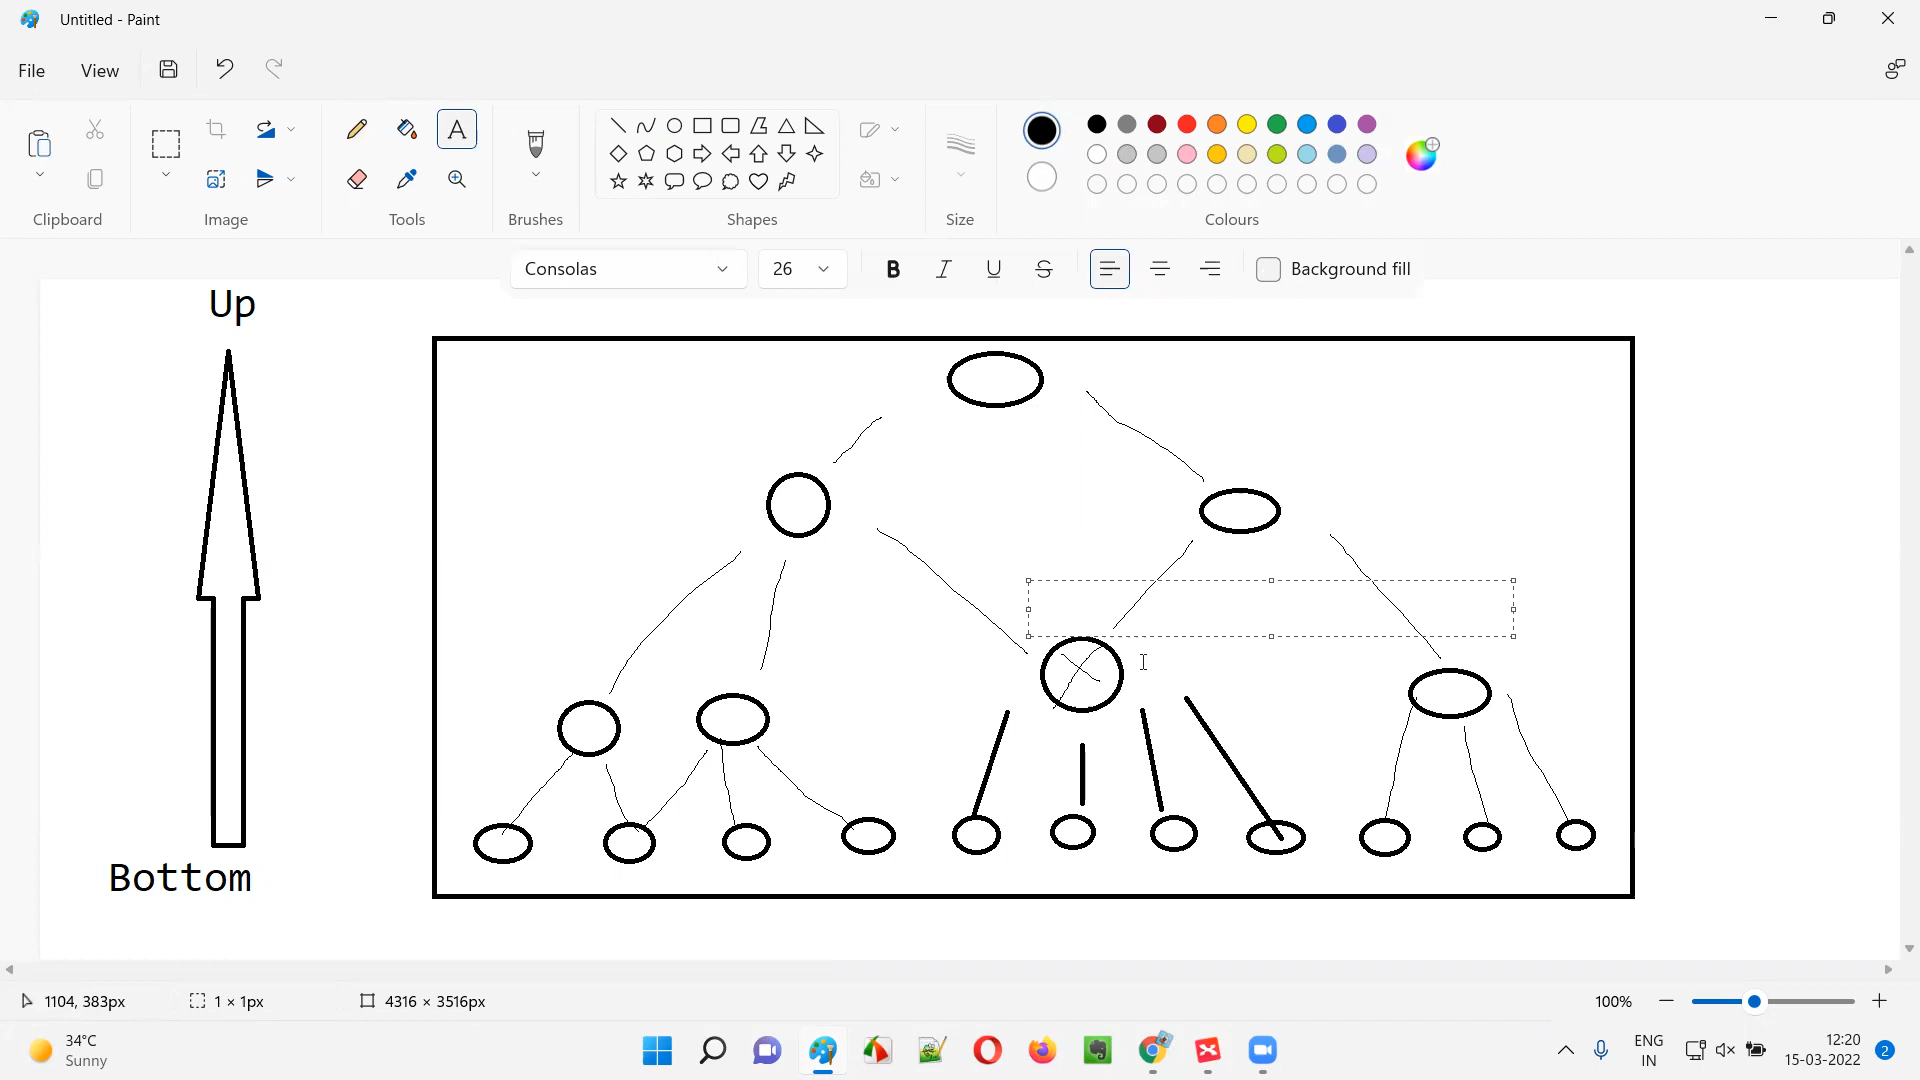 Untitled - Paint
File View
Clipboard Image Tools Brushes Shapes Size Colours
Consolas 26 B I U S Background fill
Up
Bottom
1104, 383px 1 × 1px 4316 × 3516px 100%
34°C
Sunny
ENG
IN
12:20
15-03-2022
2